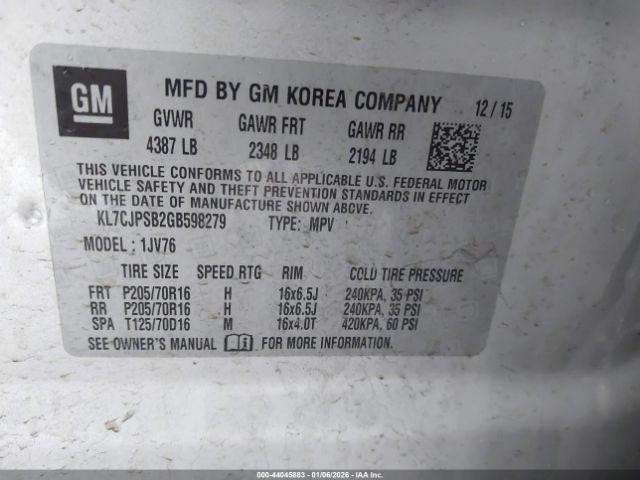 GM
MFD BY GM KOREA COMPANY 12 / 15
GVWR GAWR FRT GAWR RR
4387 LB 2348 LB 2194 LB
THIS VEHICLE CONFORMS TO ALL APPLICABLE U.S. FEDERAL MOTOR
VEHICLE SAFETY AND THEFT PREVENTION STANDARDS IN EFFECT
ON THE DATE OF MANUFACTURE SHOWN ABOVE.
KL7CJPSB2GB598279 TYPE: MPV
MODEL : 1JV76
TIRE SIZE SPEED RTG RIM COLD TIRE PRESSURE
FRT P205/70R16 H 16x6.5J 240KPA, 35 PSI
RR P205/70R16 H 16x6.5J 240KPA, 35 PSI
SPA T125/70D16 M 16x4.0T 420KPA, 60 PSI
SEE OWNER'S MANUAL FOR MORE INFORMATION.
000-44045883 - 01/06/2026 - IAA, Inc.